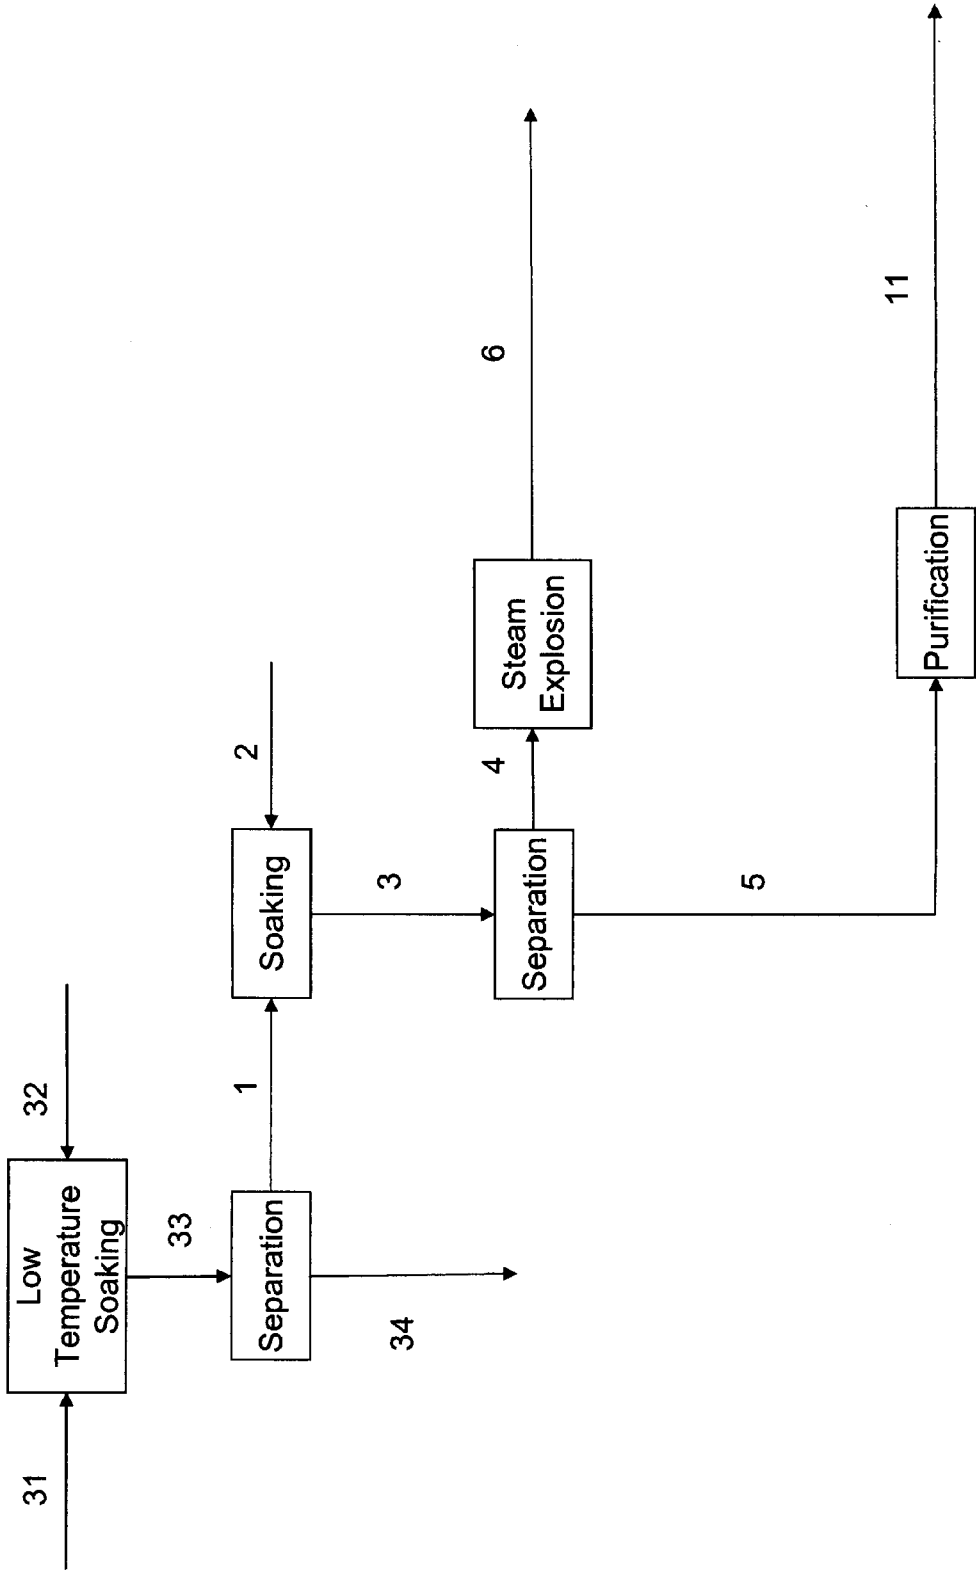 31
32
Low
Temperature
Soaking
33
Separation
34
1
2
Soaking
3
Separation
4
5
Steam
Explosion
6
Purification
11